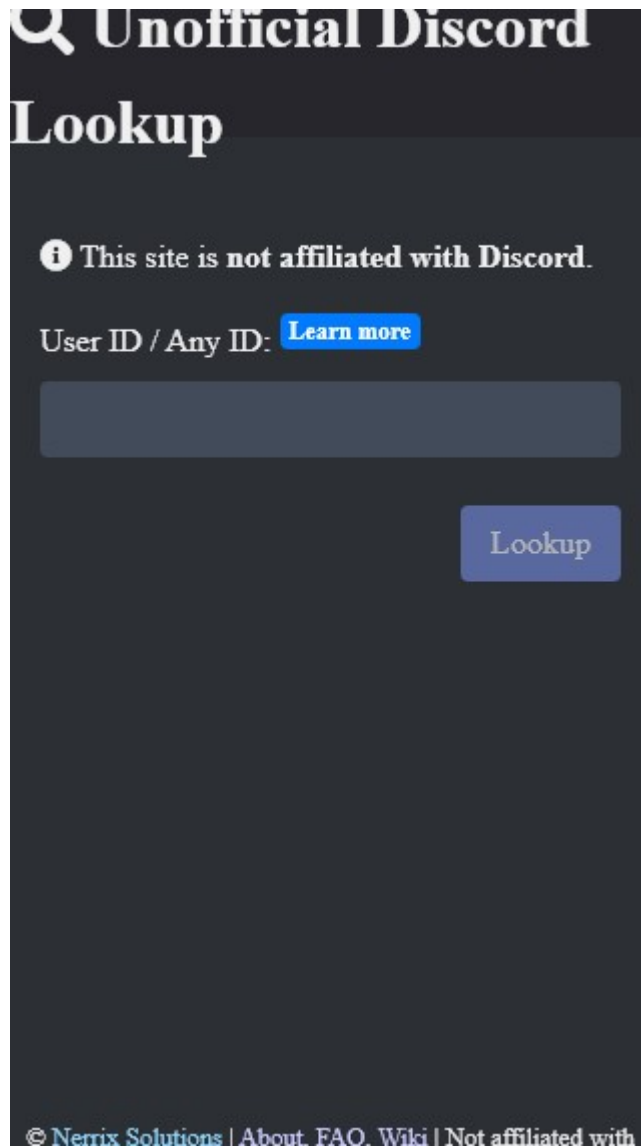 Unofficial Discord
Lookup
This site is not affiliated with Discord.
User ID / Any ID: Learn more
Lookup
© Nerrix Solutions | About, FAQ, Wiki | Not affiliated with